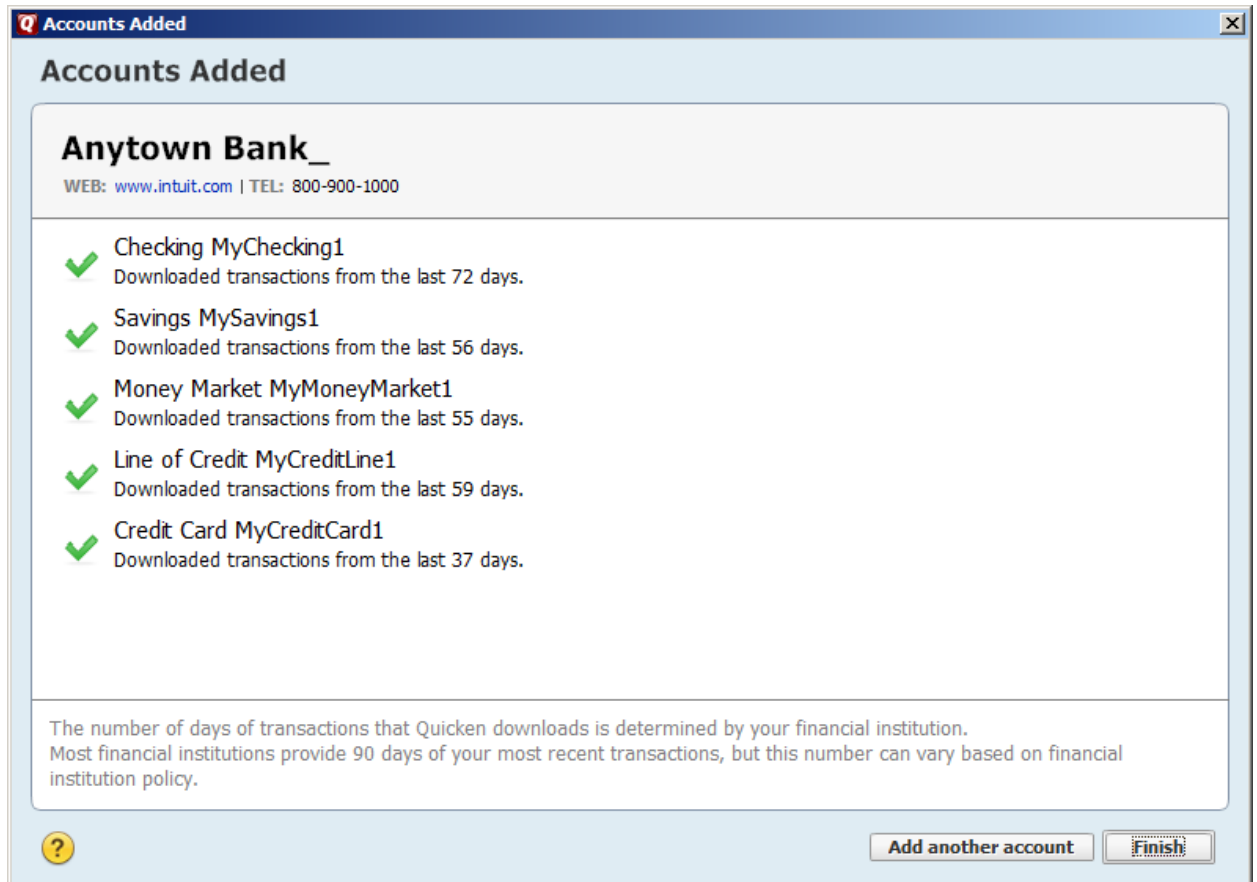 Accounts Added
Accounts Added
Anytown Bank_
WEB: www.intuit.com | TEL: 800-900-1000
Checking MyChecking1
Downloaded transactions from the last 72 days.
Savings MySavings1
Downloaded transactions from the last 56 days.
Money Market MyMoneyMarket1
Downloaded transactions from the last 55 days.
Line of Credit MyCreditLine1
Downloaded transactions from the last 59 days.
Credit Card MyCreditCard1
Downloaded transactions from the last 37 days.
The number of days of transactions that Quicken downloads is determined by your financial institution.
Most financial institutions provide 90 days of your most recent transactions, but this number can vary based on financial
institution policy.
? Add another account Finish